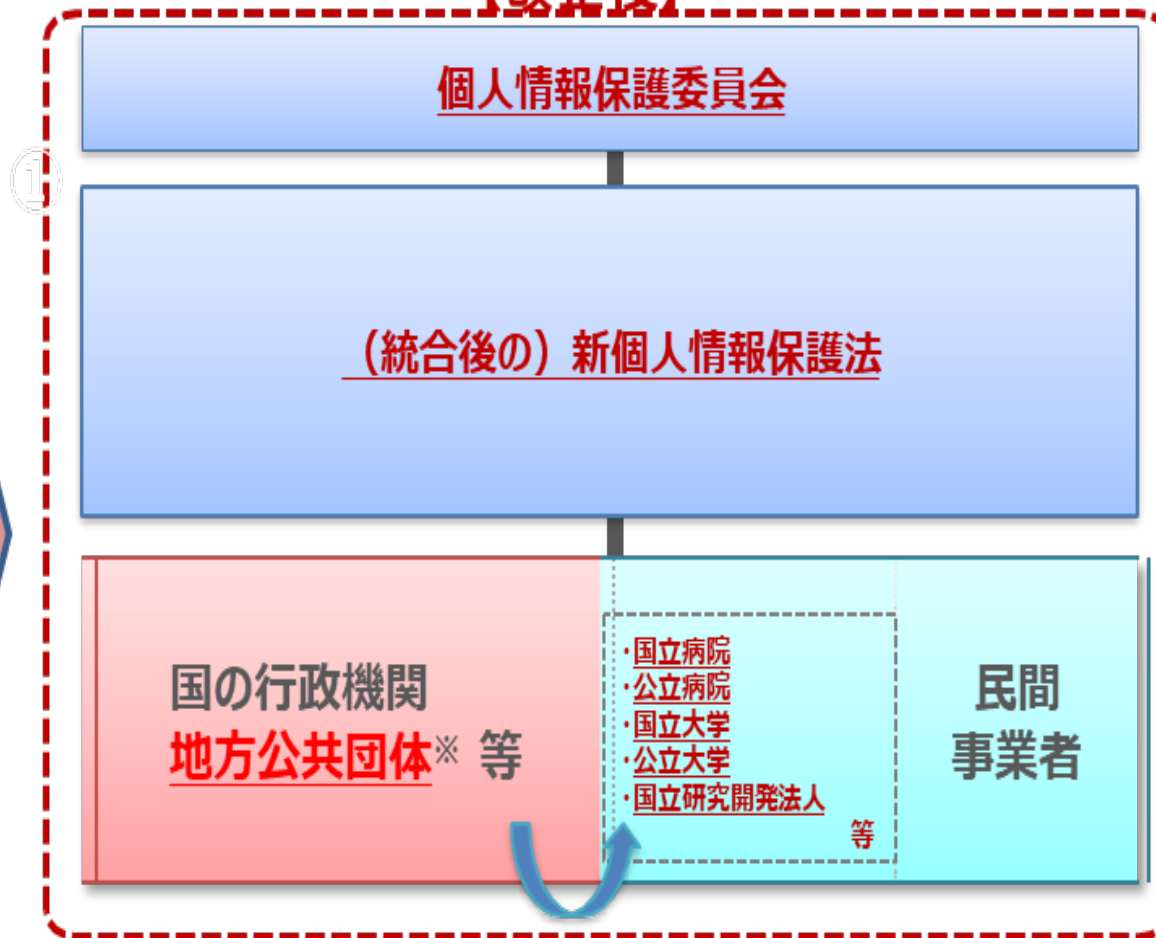 個人情報保護委員会
①
（統合後の）新個人情報保護法
国の行政機関
地方公共団体※ 等
・国立病院
・公立病院
・国立大学
・公立大学
・国立研究開発法人
等
民間
事業者